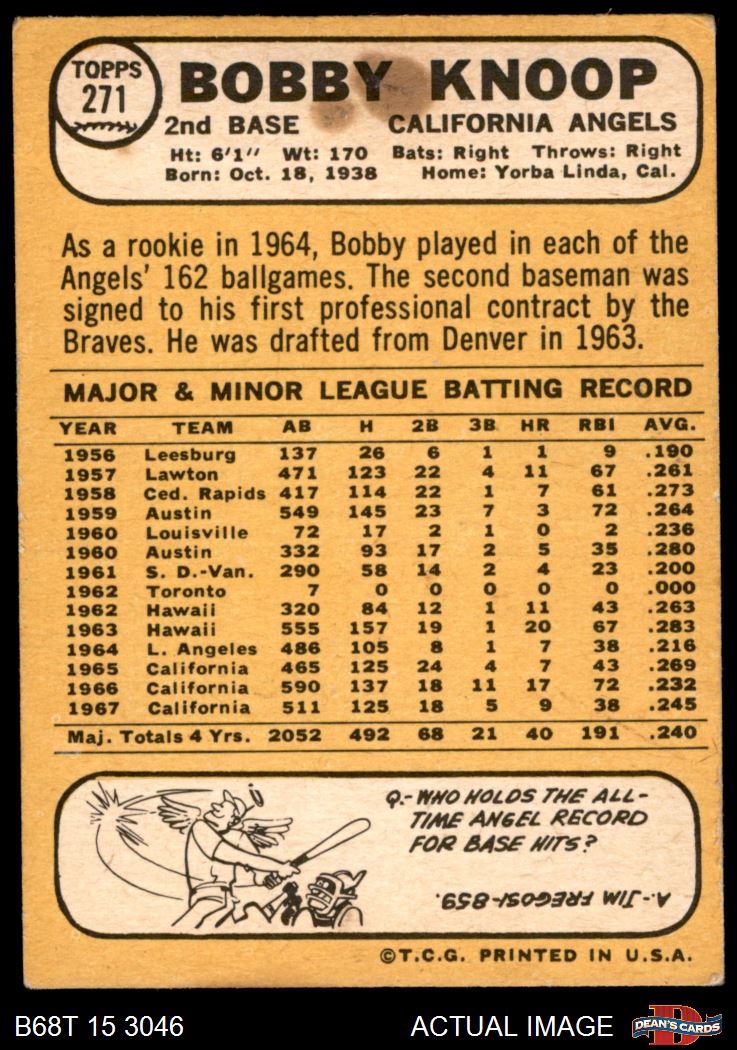 TOPPS
271
BOBBY KNOOP
2nd BASE CALIFORNIA ANGELS
Ht: 6'1" Wt: 170 Bats: Right Throws: Right
Born: Oct. 18, 1938 Home: Yorba Linda, Cal.
As a rookie in 1964, Bobby played in each of the
Angels' 162 ballgames. The second baseman was
signed to his first professional contract by the
Braves. He was drafted from Denver in 1963.
MAJOR & MINOR LEAGUE BATTING RECORD
YEAR TEAM AB H 2B 3B HR RBI AVG.
1956 Leesburg 137 26 6 1 1 9 .190
1957 Lawton 471 123 22 4 11 67 .261
1958 Ced. Rapids 417 114 22 1 7 61 .273
1959 Austin 549 145 23 7 3 72 .264
1960 Louisville 72 17 2 1 0 2 .236
1960 Austin 332 93 17 2 5 35 .280
1961 S. D.-Van. 290 58 14 2 4 23 .200
1962 Toronto 7 0 0 0 0 0 .000
1962 Hawaii 320 84 12 1 11 43 .263
1963 Hawaii 555 157 19 1 20 67 .283
1964 L. Angeles 486 105 8 1 7 38 .216
1965 California 465 125 24 4 7 43 .269
1966 California 590 137 18 11 17 72 .232
1967 California 511 125 18 5 9 38 .245
Maj. Totals 4 Yrs. 2052 492 68 21 40 191 .240
Q.- WHO HOLDS THE ALL-
TIME ANGEL RECORD
FOR BASE HITS?
A.- JIM FREGOSI-859.
©T.C.G. PRINTED IN U.S.A.
B68T 15 3046 ACTUAL IMAGE DEAN'S CARDS